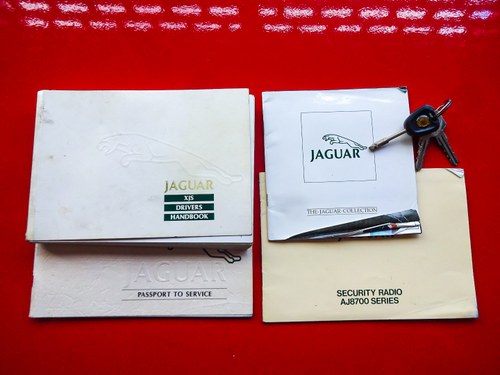 JAGUAR
XJS
DRIVERS
HANDBOOK
JAGUAR
PASSPORT TO SERVICE
JAGUAR
THE JAGUAR COLLECTION
SECURITY RADIO
AJ8700 SERIES